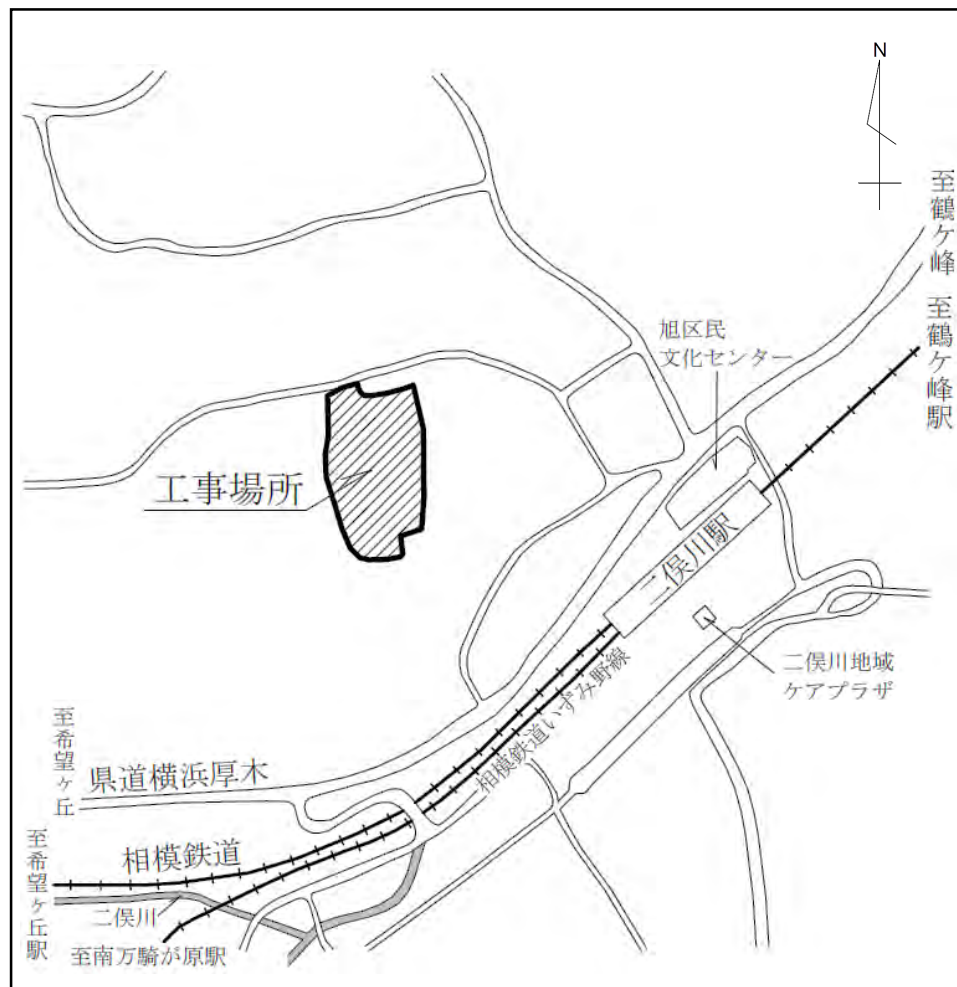 N
至鶴ケ峰
至鶴ケ峰駅
旭区民
文化センター
工事場所
二俣川駅
二俣川地域
ケアプラザ
相模鉄道いずみ野線
至希望ヶ丘
県道横浜厚木
至希望ヶ丘駅
相模鉄道
二俣川
至南万騎が原駅